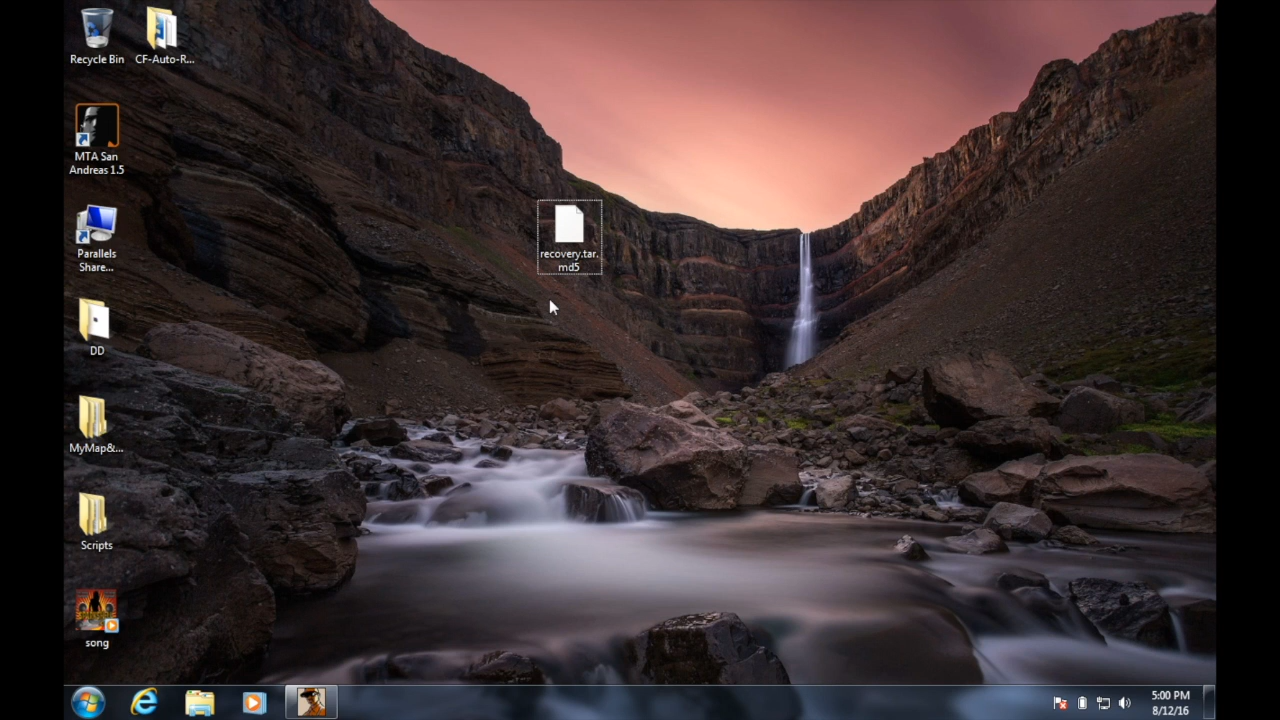 Recycle Bin
CF-Auto-R...
MTA San
Andreas 1.5
Parallels
Share...
DD
MyMap&...
Scripts
song
recovery.tar.
md5
5:00 PM
8/12/16